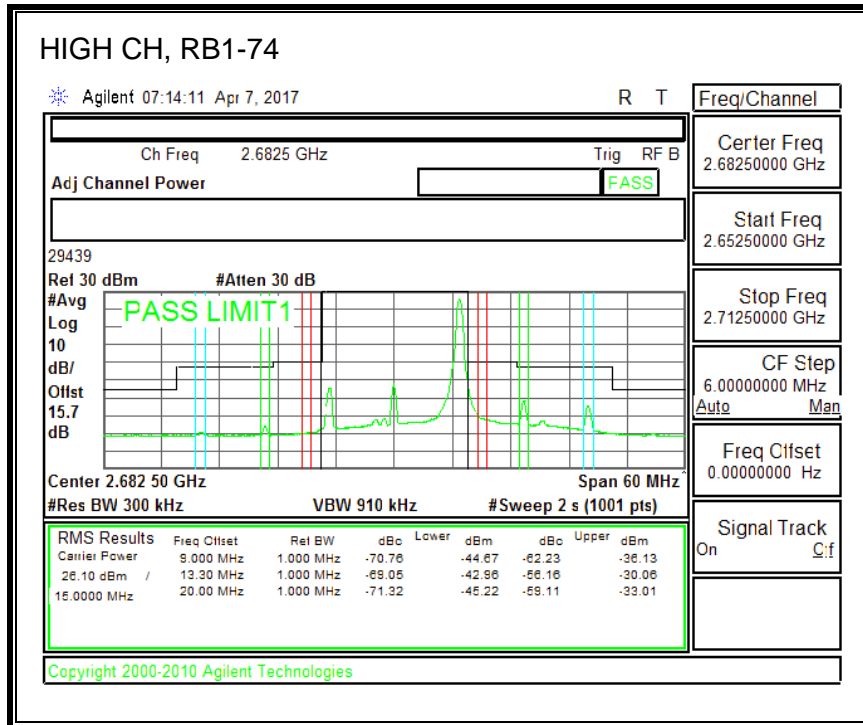 HIGH CH, RB1-74
Agilent 07:14:11 Apr 7, 2017 R T
Ch Freq 2.6825 GHz Trig RF B
Adj Channel Power PASS
29439
Ref 30 dBm #Atten 30 dB
#Avg
Log
10
dB/
Offst
15.7
dB
PASS LIMIT1
Center 2.682 50 GHz Span 60 MHz^
#Res BW 300 kHz VBW 910 kHz #Sweep 2 s (1001 pts)
RMS Results Freq Offset Ref BW dBc Lower dBm dBc Upper dBm
Carrier Power 9.000 MHz 1.000 MHz -70.76 -44.67 -62.23 -36.13
26.10 dBm / 13.30 MHz 1.000 MHz -69.05 -42.96 -56.16 -30.06
15.0000 MHz 20.00 MHz 1.000 MHz -71.32 -45.22 -59.11 -33.01
Copyright 2000-2010 Agilent Technologies
Freq/Channel
Center Freq
2.68250000 GHz
Start Freq
2.65250000 GHz
Stop Freq
2.71250000 GHz
CF Step
6.00000000 MHz
Auto Man
Freq Offset
0.00000000 Hz
Signal Track
On Off